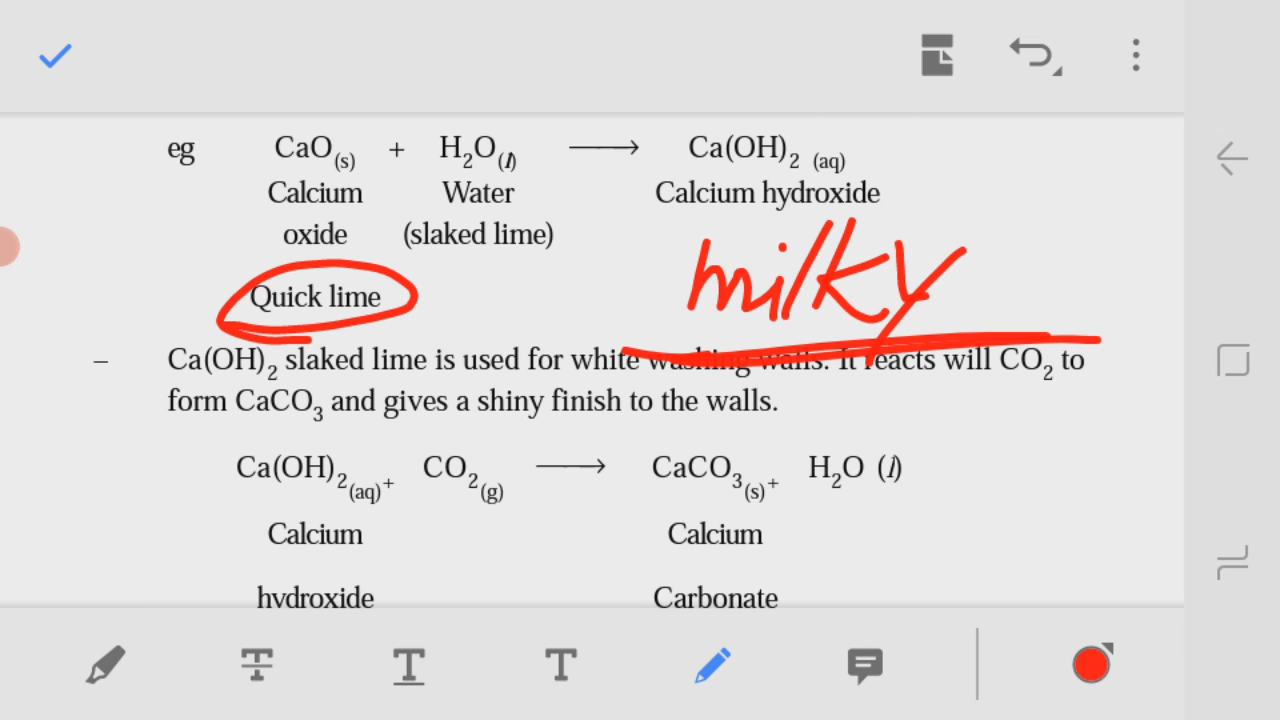 eg CaO(s) + H₂O(l) ⟶ Ca(OH)₂ (aq)
Calcium Water Calcium hydroxide
oxide (slaked lime)
milky
Quick lime
– Ca(OH)₂ slaked lime is used for white washing walls. It reacts will CO₂ to
form CaCO₃ and gives a shiny finish to the walls.
Ca(OH)₂(aq)+ CO₂(g) ⟶ CaCO₃(s)+ H₂O (l)
Calcium Calcium
hydroxide Carbonate
T T T